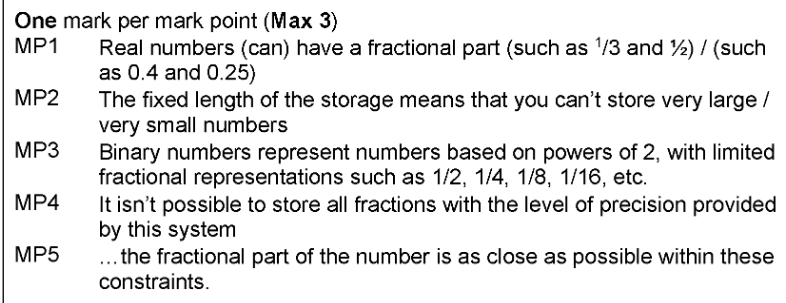 One mark per mark point (Max 3)
MP1 Real numbers (can) have a fractional part (such as 1/3 and ½) / (such
as 0.4 and 0.25)
MP2 The fixed length of the storage means that you can't store very large /
very small numbers
MP3 Binary numbers represent numbers based on powers of 2, with limited
fractional representations such as 1/2, 1/4, 1/8, 1/16, etc.
MP4 It isn't possible to store all fractions with the level of precision provided
by this system
MP5 …the fractional part of the number is as close as possible within these
constraints.